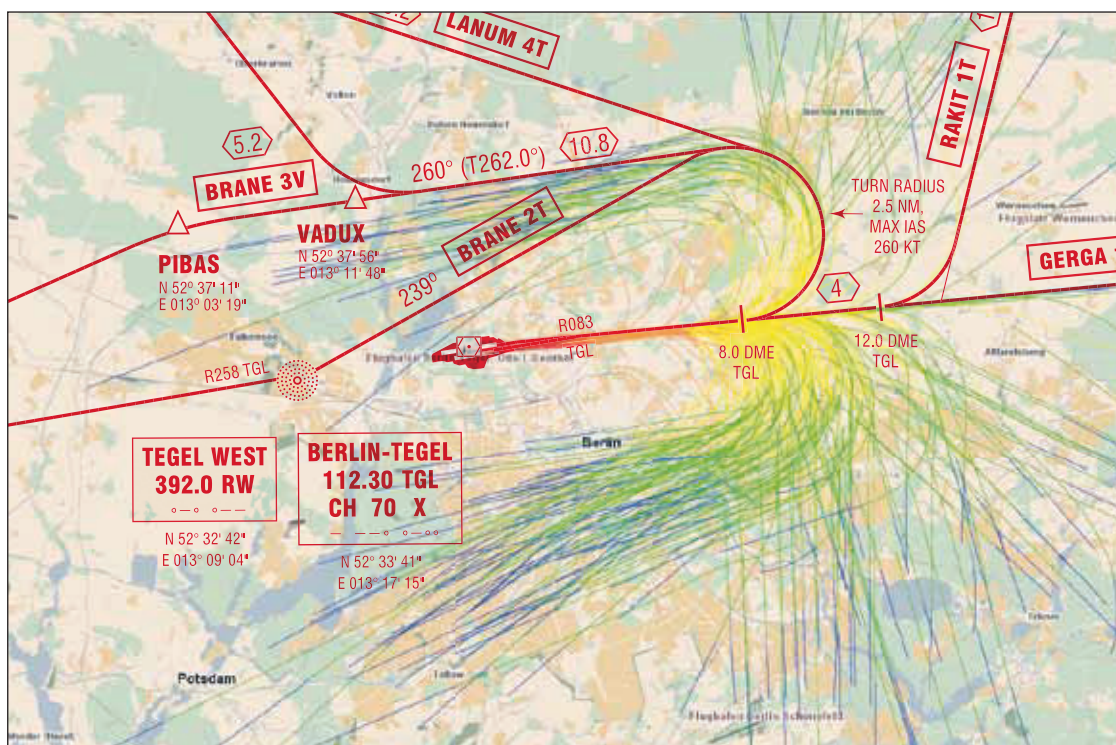 LANUM 4T
RAKIT 1T
5.2
BRANE 3V
260° (T262.0°)
10.8
BRANE 2T
239°
TURN RADIUS
2.5 NM,
MAX IAS
260 KT
GERGA
VADUX
N 52° 37' 56"
E 013° 11' 48"
PIBAS
N 52° 37' 11"
E 013° 03' 19"
4
R083
TGL
8.0 DME
TGL
12.0 DME
TGL
R258 TGL
Berlin
TEGEL WEST
392.0 RW
N 52° 32' 42"
E 013° 09' 04"
BERLIN-TEGEL
112.30 TGL
CH 70 X
N 52° 33' 41"
E 013° 17' 15"
Potsdam
Teltow